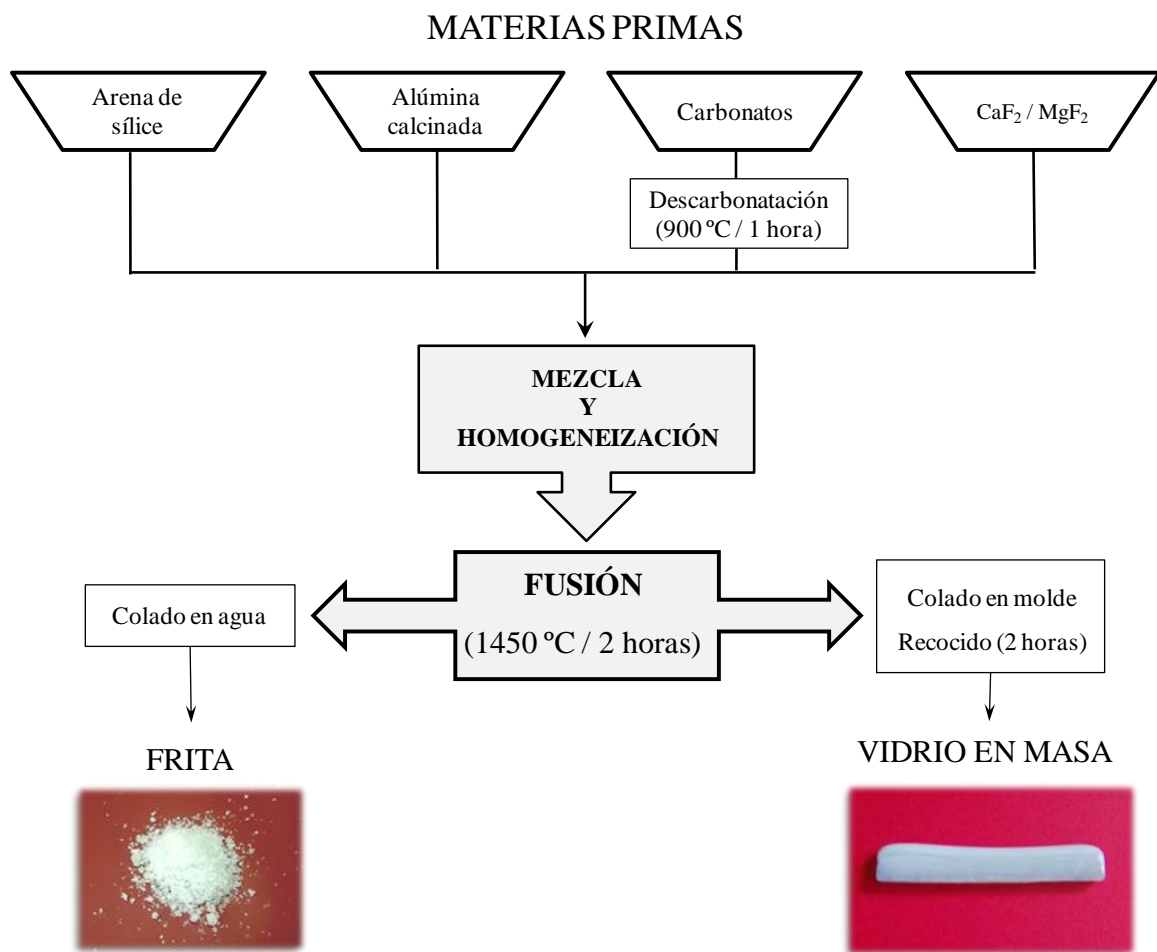 MATERIAS PRIMAS
Arena de
sílice
Alúmina
calcinada
Carbonatos
CaF₂ / MgF₂
Descarbonatación
(900 ºC / 1 hora)
MEZCLA
Y
HOMOGENEIZACIÓN
FUSIÓN
(1450 ºC / 2 horas)
Colado en agua
Colado en molde
Recocido (2 horas)
FRITA
VIDRIO EN MASA